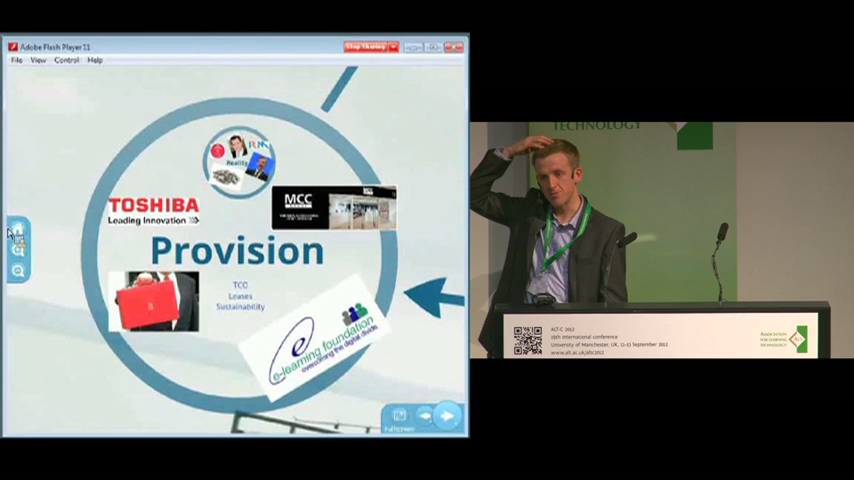 Adobe Flash Player 11
Stop Sharing
File View Control Help
RM
Reality
TOSHIBA
Leading Innovation
MCC
Provision
TCO
Leases
Sustainability
e-learning foundation
overcoming the digital divide
Fullscreen
TECHNOLOGY
ALT-C 2012
19th international conference
University of Manchester, UK, 11-13 September 2012
www.alt.ac.uk/altc2012
ASSOCIATION
FOR LEARNING
TECHNOLOGY
ALT